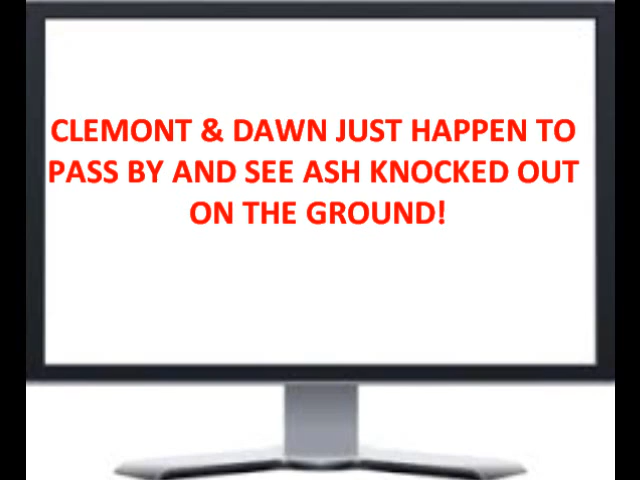 CLEMONT & DAWN JUST HAPPEN TO
PASS BY AND SEE ASH KNOCKED OUT
ON THE GROUND!